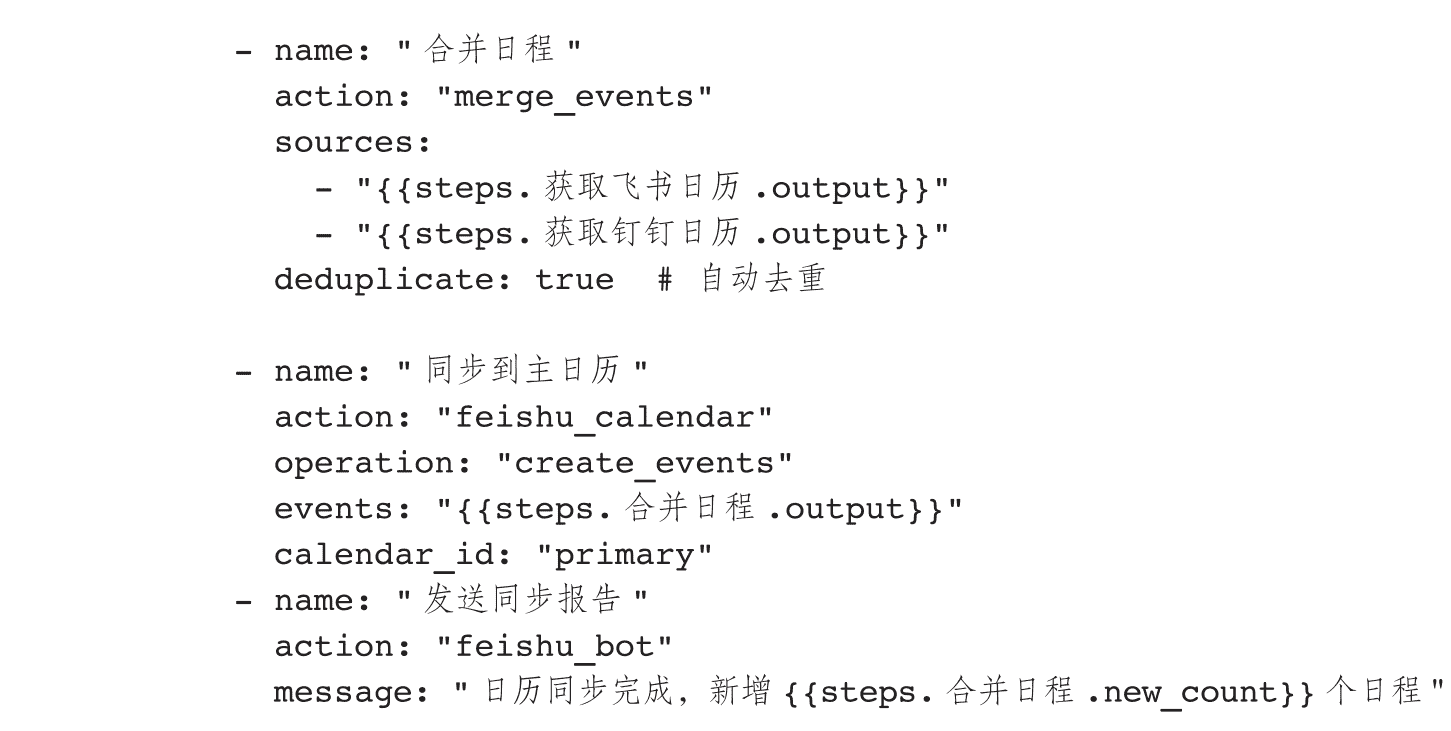 - name: "合并日程"
  action: "merge_events"
  sources:
    - "{{steps.获取飞书日历.output}}"
    - "{{steps.获取钉钉日历.output}}"
  deduplicate: true  # 自动去重

- name: "同步到主日历"
  action: "feishu_calendar"
  operation: "create_events"
  events: "{{steps.合并日程.output}}"
  calendar_id: "primary"
- name: "发送同步报告"
  action: "feishu_bot"
  message: "日历同步完成，新增{{steps.合并日程.new_count}}个日程"